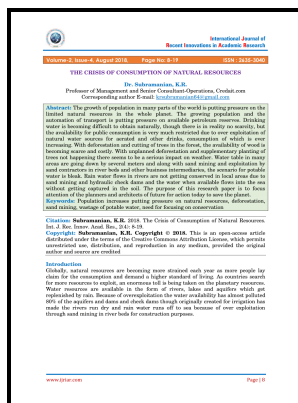 International Journal of
Recent Innovations in Academic Research
Volume-2, Issue-4, August 2018. Page No: 8-19 ISSN: 2635-3040
THE CRISIS OF CONSUMPTION OF NATURAL RESOURCES
Dr. Subramanian, K.R.
Professor of Management and Senior Consultant-Operations, Credait.com
Corresponding author E-mail: krsubramanian64@gmail.com
Abstract: The growth of population in many parts of the world is putting pressure on the
limited natural resources in the whole planet. The growing population and the
automation of transport is putting pressure on available petroleum reserves. Drinking
water is becoming difficult to obtain naturally, though there is in reality no scarcity, but
the availability for public consumption is very much restricted due to over exploitation of
natural water sources for aerated and other drinks, consumption of which is ever
increasing. With deforestation and cutting of trees in the forest, the availability of wood is
becoming scarce and costly. With unplanned deforestation and supplementary planting of
trees not happening there seems to be a serious impact on weather. Water table in many
areas are going down by several meters and along with sand mining and exploitation by
sand contractors in river beds and other business intermediaries, the scenario for potable
water is bleak. Rain water flows in rivers are not getting conserved in local areas due to
sand mining and hydraulic check dams and the water when available flows into the sea
without getting captured in the soil. The purpose of this research paper is to focus
attention of the planners and architects of future for action today to save the planet.
Keywords: Population increases putting pressure on natural resources, deforestation,
sand mining, wastage of potable water, need for focusing on conservation
Citation: Subramanian, K.R. 2018. The Crisis of Consumption of Natural Resources.
Int. J. Rec. Innov. Acad. Res., 2(4): 8-19.
Copyright: Subramanian, K.R. Copyright © 2018. This is an open-access article
distributed under the terms of the Creative Commons Attribution License, which permits
unrestricted use, distribution, and reproduction in any medium, provided the original
author and source are credited
Introduction
Globally, natural resources are becoming more strained each year as more people lay
claim for the consumption and demand a higher standard of living. As countries search
for more resources to exploit, an enormous toll is being taken on the planetary resources.
Water resources are available in the form of rivers, lakes and aquifers which get
replenished by rain. Because of overexploitation the water availability has almost polluted
80% of the aquifers and dams and check dams though originally created for irrigation has
made the rivers run dry and rain water runs off to sea because of over exploitation
through sand mining in river beds for construction purposes.
www.ijriar.com Page | 8